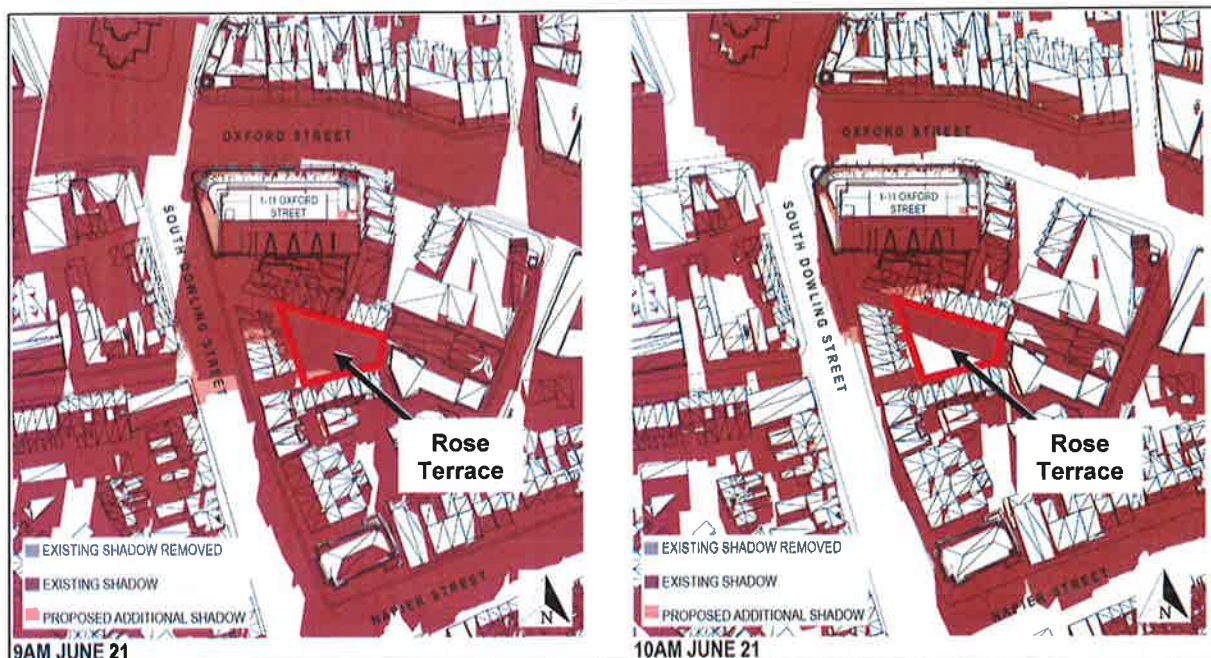 OXFORD STREET
1-11 OXFORD
STREET
SOUTH DOWLING STREET
Rose
Terrace
NAPIER STREET
EXISTING SHADOW REMOVED
EXISTING SHADOW
PROPOSED ADDITIONAL SHADOW
N
9AM JUNE 21
OXFORD STREET
1-11 OXFORD
STREET
SOUTH DOWLING STREET
Rose
Terrace
NAPIER STREET
EXISTING SHADOW REMOVED
EXISTING SHADOW
PROPOSED ADDITIONAL SHADOW
N
10AM JUNE 21